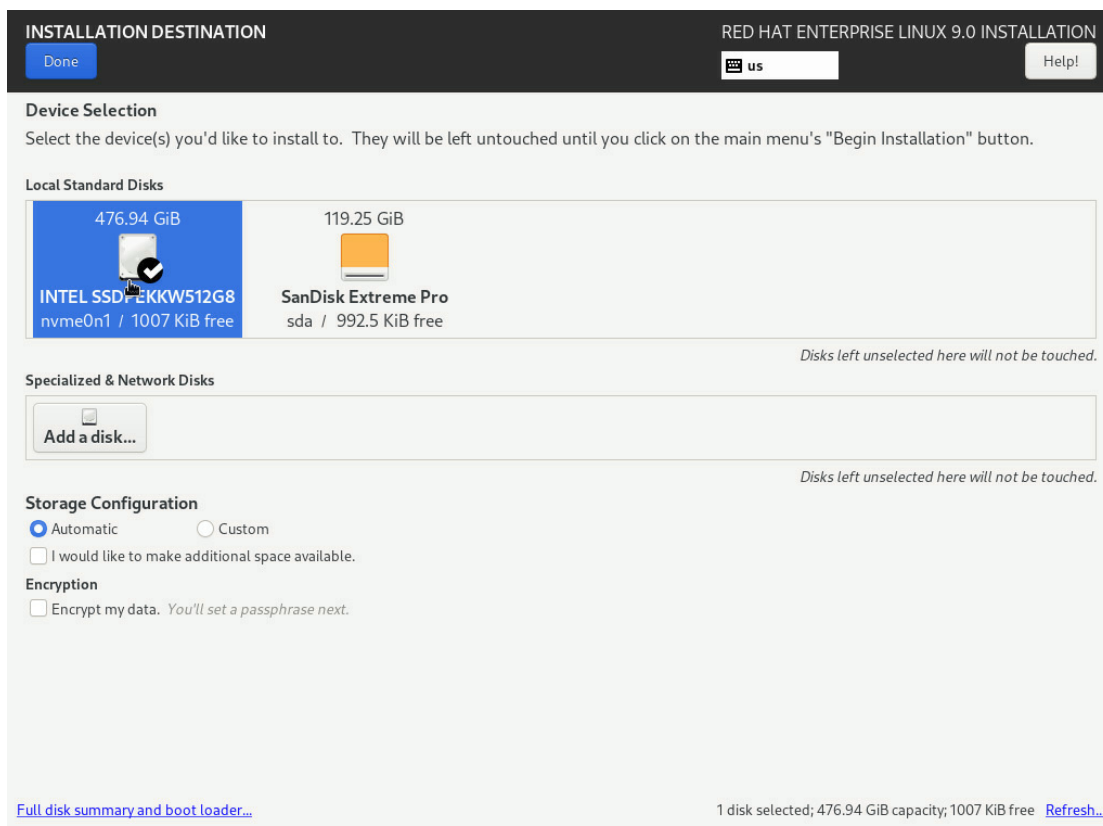 INSTALLATION DESTINATION
RED HAT ENTERPRISE LINUX 9.0 INSTALLATION
Done
us
Help!
Device Selection
Select the device(s) you'd like to install to. They will be left untouched until you click on the main menu's "Begin Installation" button.
Local Standard Disks
476.94 GiB
INTEL SSDPEKKW512G8
nvme0n1 / 1007 KiB free
119.25 GiB
SanDisk Extreme Pro
sda / 992.5 KiB free
Disks left unselected here will not be touched.
Specialized & Network Disks
Add a disk...
Disks left unselected here will not be touched.
Storage Configuration
Automatic
Custom
I would like to make additional space available.
Encryption
Encrypt my data. You'll set a passphrase next.
Full disk summary and boot loader...
1 disk selected; 476.94 GiB capacity; 1007 KiB free Refresh...